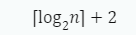 ⌈log₂n⌉ + 2